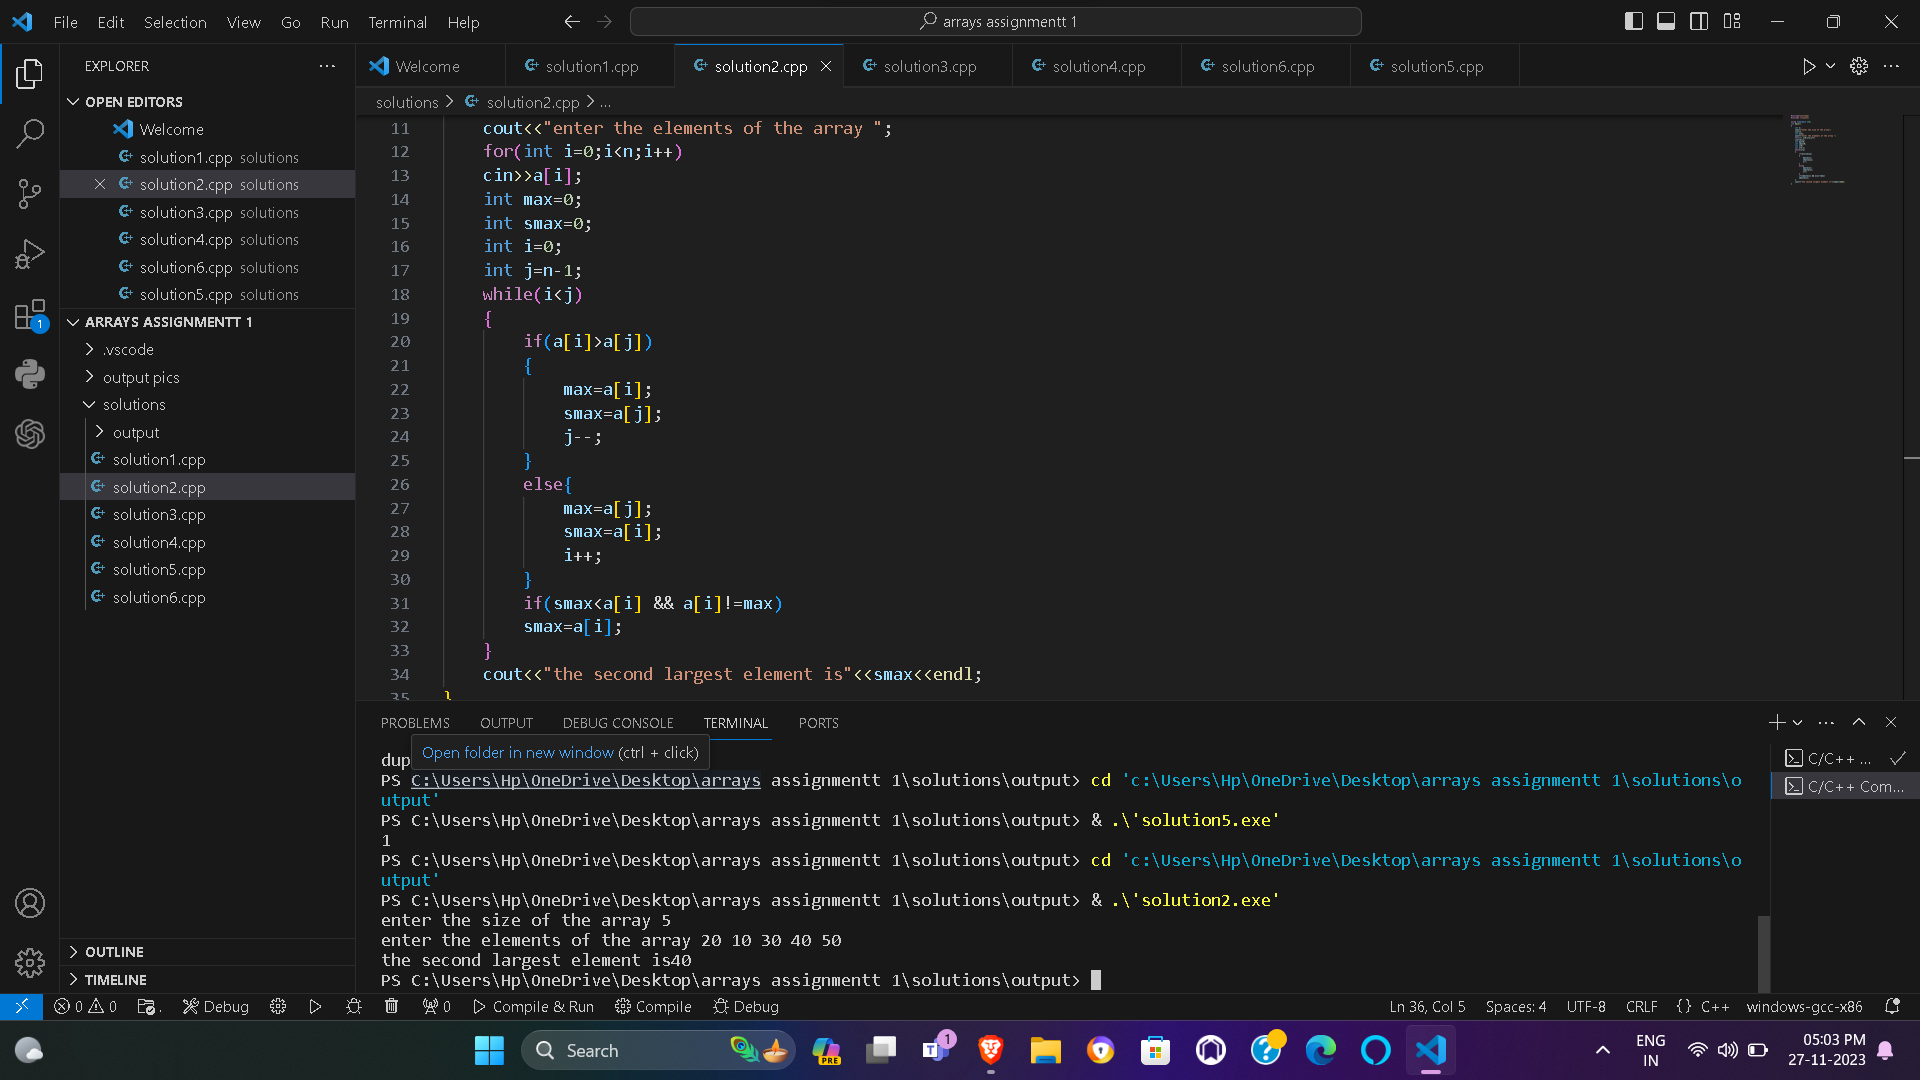 File Edit Selection View Go Run Terminal Help
arrays assignmentt 1
EXPLORER
OPEN EDITORS
Welcome
solution1.cpp solutions
solution2.cpp solutions
solution3.cpp solutions
solution4.cpp solutions
solution6.cpp solutions
solution5.cpp solutions
1
ARRAYS ASSIGNMENTT 1
.vscode
output pics
solutions
output
solution1.cpp
solution2.cpp
solution3.cpp
solution4.cpp
solution5.cpp
solution6.cpp
OUTLINE
TIMELINE
Welcome solution1.cpp solution2.cpp solution3.cpp solution4.cpp solution6.cpp solution5.cpp
solutions > solution2.cpp > ...
11 cout<<"enter the elements of the array ";
12 for(int i=0;i<n;i++)
13 cin>>a[i];
14 int max=0;
15 int smax=0;
16 int i=0;
17 int j=n-1;
18 while(i<j)
19 {
20 if(a[i]>a[j])
21 {
22 max=a[i];
23 smax=a[j];
24 j--;
25 }
26 else{
27 max=a[j];
28 smax=a[i];
29 i++;
30 }
31 if(smax<a[i] && a[i]!=max)
32 smax=a[i];
33 }
34 cout<<"the second largest element is"<<smax<<endl;
35 }
PROBLEMS OUTPUT DEBUG CONSOLE TERMINAL PORTS
Open folder in new window (ctrl + click)
dup
PS C:\Users\Hp\OneDrive\Desktop\arrays assignmentt 1\solutions\output> cd 'c:\Users\Hp\OneDrive\Desktop\arrays assignmentt 1\solutions\o
utput'
PS C:\Users\Hp\OneDrive\Desktop\arrays assignmentt 1\solutions\output> & .\'solution5.exe'
1
PS C:\Users\Hp\OneDrive\Desktop\arrays assignmentt 1\solutions\output> cd 'c:\Users\Hp\OneDrive\Desktop\arrays assignmentt 1\solutions\o
utput'
PS C:\Users\Hp\OneDrive\Desktop\arrays assignmentt 1\solutions\output> & .\'solution2.exe'
enter the size of the array 5
enter the elements of the array 20 10 30 40 50
the second largest element is40
PS C:\Users\Hp\OneDrive\Desktop\arrays assignmentt 1\solutions\output>
C/C++ ...
C/C++ Com...
0 0 Debug 0 Compile & Run Compile Debug Ln 36, Col 5 Spaces: 4 UTF-8 CRLF {} C++ windows-gcc-x86
Search
PRE
1
ENG
IN
05:03 PM
27-11-2023